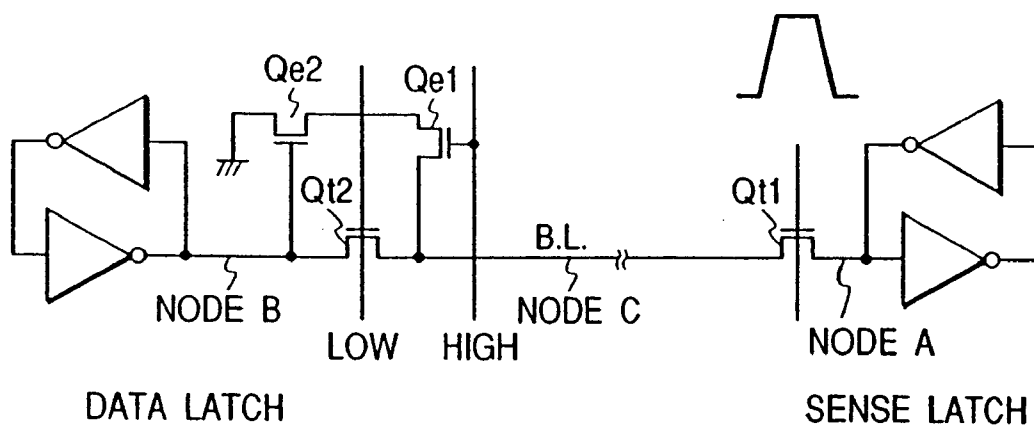 Qe2
Qe1
Qt2
Qt1
B.L.
NODE B
NODE C
NODE A
LOW
HIGH
DATA LATCH
SENSE LATCH